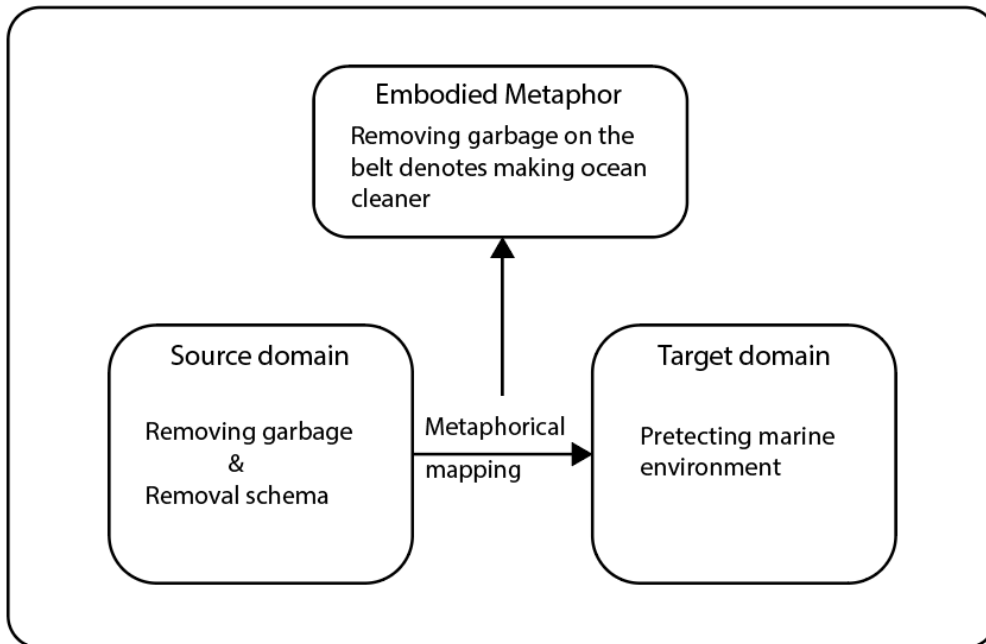 Embodied Metaphor
Removing garbage on the
belt denotes making ocean
cleaner
Source domain
Removing garbage
&
Removal schema
Metaphorical
mapping
Target domain
Pretecting marine
environment